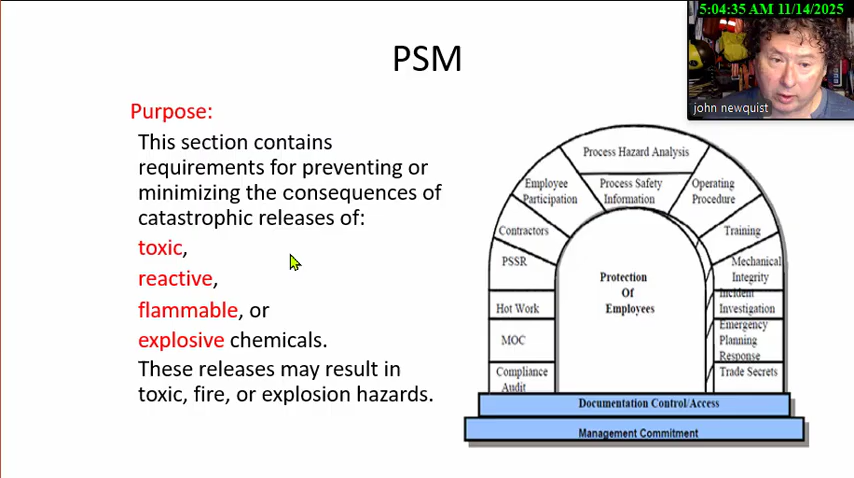 5:04:35 AM 11/14/2025
john newquist
PSM
Purpose:
This section contains
requirements for preventing or
minimizing the consequences of
catastrophic releases of:
toxic,
reactive,
flammable, or
explosive chemicals.
These releases may result in
toxic, fire, or explosion hazards.
Process Hazard Analysis
Employee
Participation
Process Safety
Information
Operating
Procedure
Contractors
Training
PSSR
Mechanical
Integrity
Protection
Of
Employees
Hot Work
Incident
Investigation
MOC
Emergency
Planning
Response
Compliance
Audit
Trade Secrets
Documentation Control/Access
Management Commitment